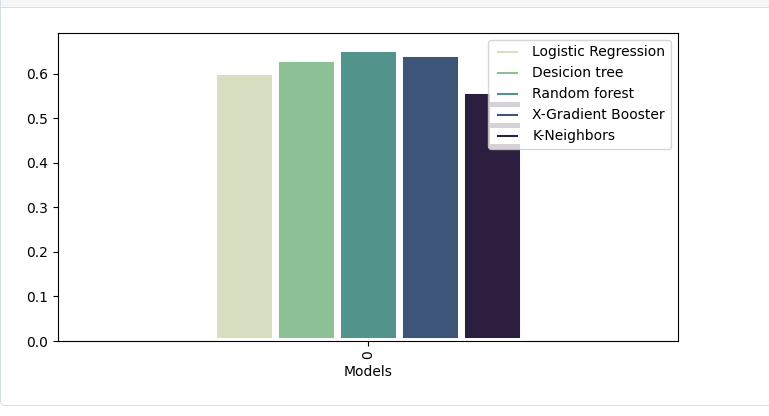 0.6
0.5
0.4
0.3
0.2
0.1
0.0
Logistic Regression
Desicion tree
Random forest
X-Gradient Booster
K-Neighbors
0
Models